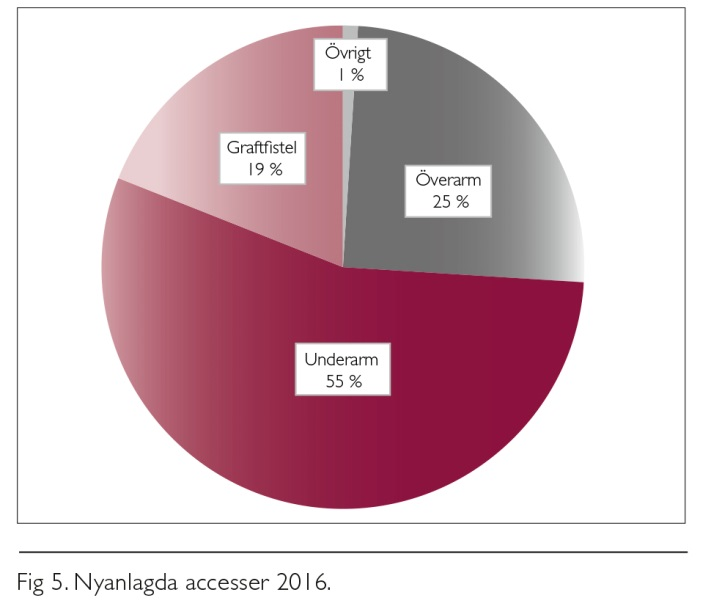 Övrigt
1 %
Graftfistel
19 %
Överarm
25 %
Underarm
55 %
Fig 5. Nyanlagda accesser 2016.